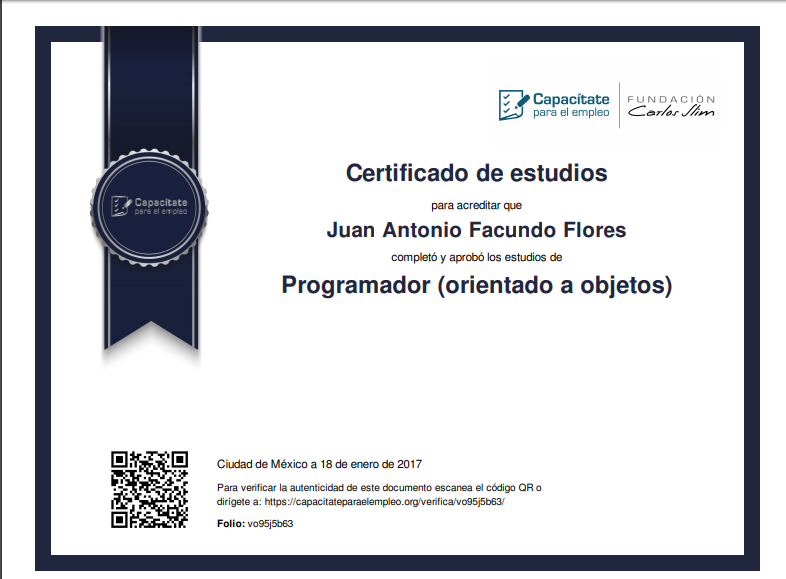 Capacítate
para el empleo
FUNDACIÓN
Carlos Slim
Capacítate
para el empleo
Certificado de estudios
para acreditar que
Juan Antonio Facundo Flores
completó y aprobó los estudios de
Programador (orientado a objetos)
Ciudad de México a 18 de enero de 2017
Para verificar la autenticidad de este documento escanea el código QR o
dirígete a: https://capacitateparaelempleo.org/verifica/vo95j5b63/
Folio: vo95j5b63